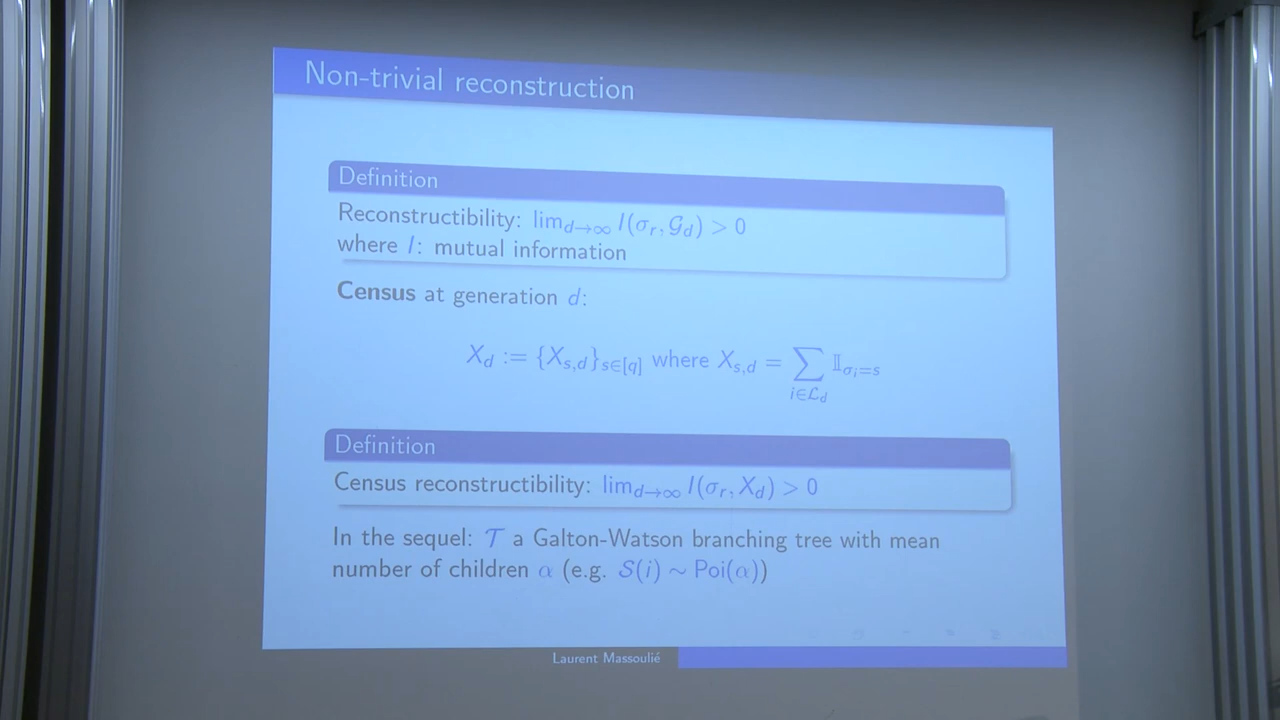 Non-trivial reconstruction
Definition
Reconstructibility: lim_{d→∞} I(σ_r, 𝒢_d) > 0
where I: mutual information
Census at generation d:
X_d := {X_{s,d}}_{s∈[q]} where X_{s,d} = ∑_{i∈ℒ_d} 𝕀_{σ_i=s}
Definition
Census reconstructibility: lim_{d→∞} I(σ_r, X_d) > 0
In the sequel: 𝒯 a Galton-Watson branching tree with mean
number of children α (e.g. 𝒮(i) ∼ Poi(α))
Laurent Massoulié